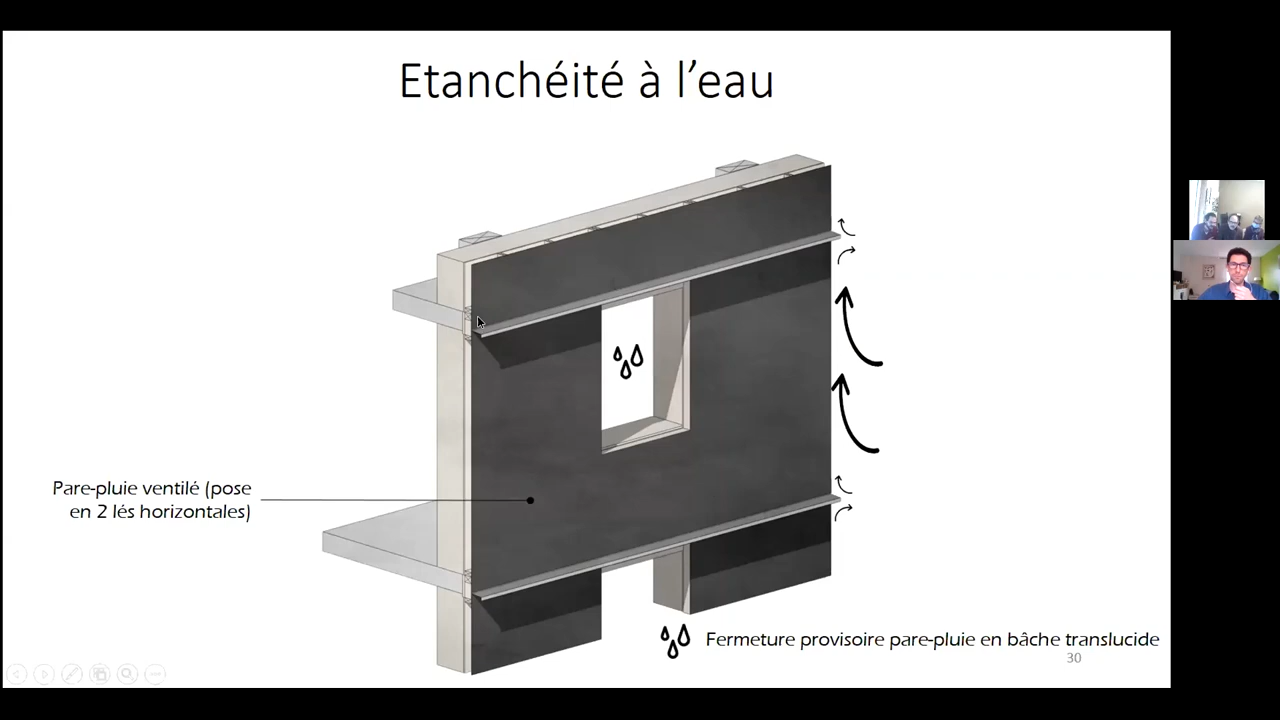 Etanchéité à l'eau
Pare-pluie ventilé (pose
en 2 lés horizontales)
Fermeture provisoire pare-pluie en bâche translucide
30